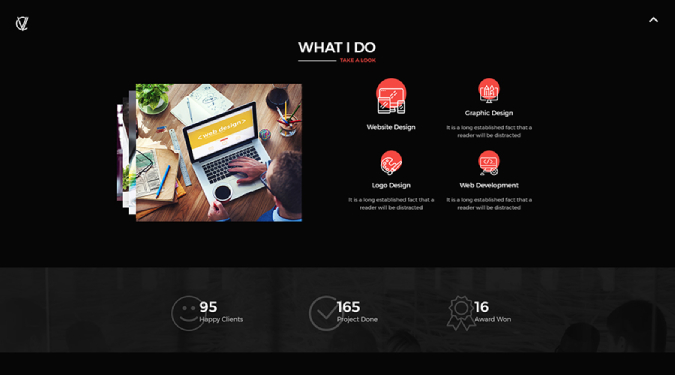 WHAT I DO
TAKE A LOOK
< web design >
Website Design
Graphic Design
It is a long established fact that a
reader will be distracted
Logo Design
It is a long established fact that a
reader will be distracted
Web Development
It is a long established fact that a
reader will be distracted
95
Happy Clients
165
Project Done
16
Award Won